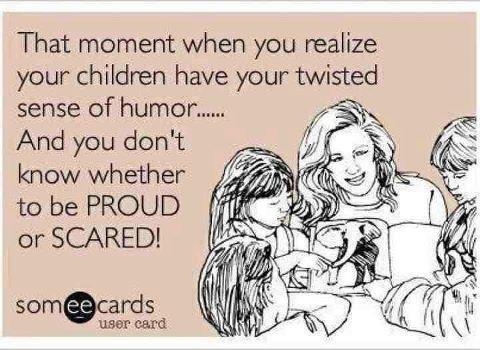 That moment when you realize
your children have your twisted
sense of humor......
And you don't
know whether
to be PROUD
or SCARED!
someecards
user card